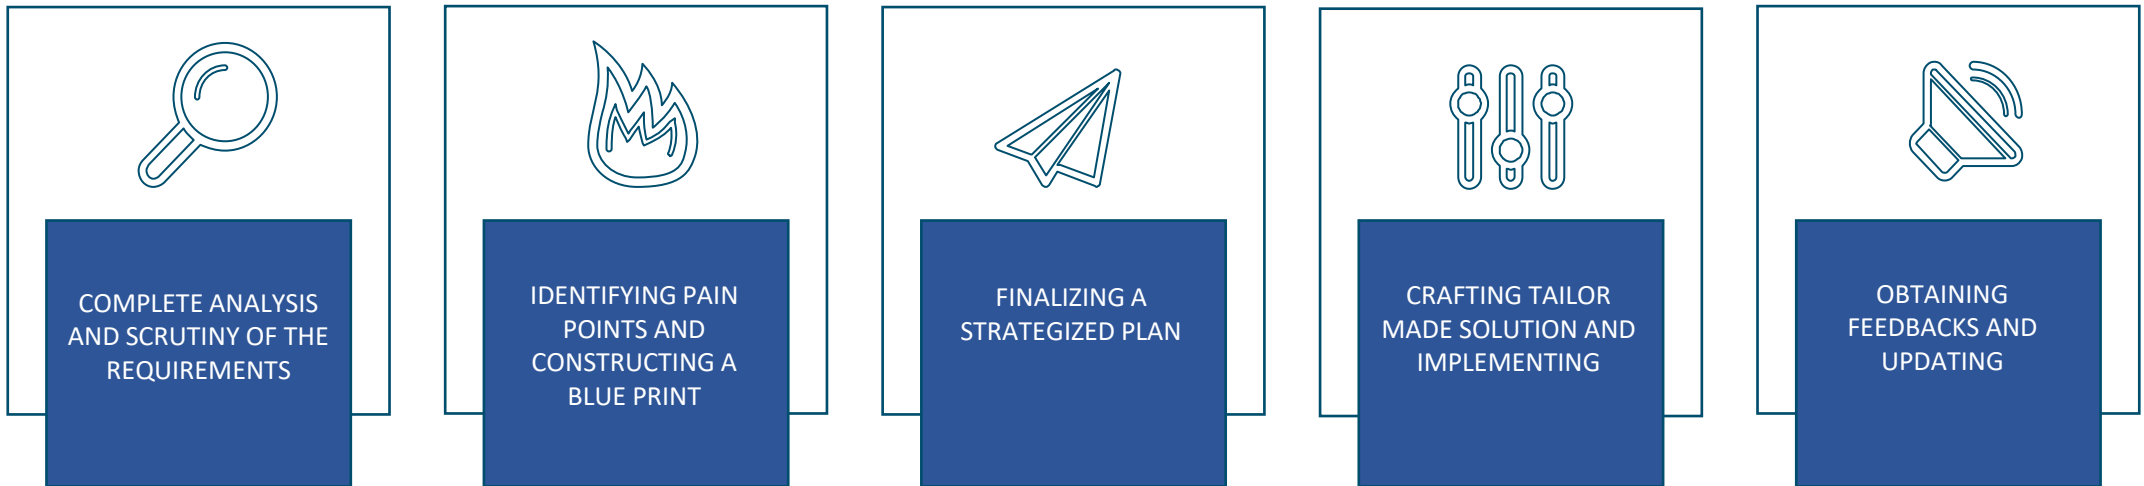 COMPLETE ANALYSIS
AND SCRUTINY OF THE
REQUIREMENTS
IDENTIFYING PAIN
POINTS AND
CONSTRUCTING A
BLUE PRINT
FINALIZING A
STRATEGIZED PLAN
CRAFTING TAILOR
MADE SOLUTION AND
IMPLEMENTING
OBTAINING
FEEDBACKS AND
UPDATING